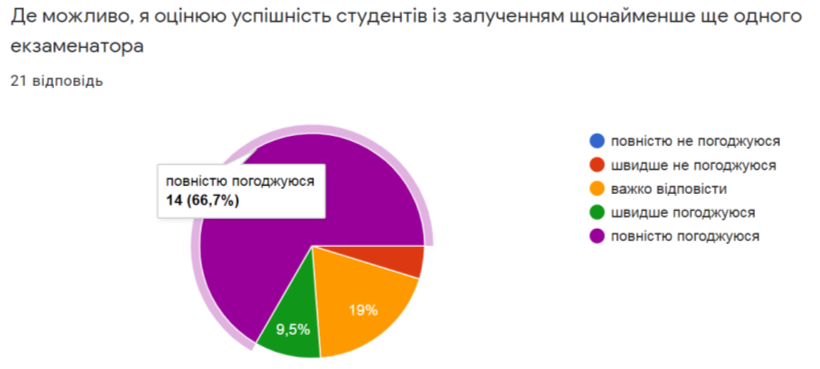 Де можливо, я оцінюю успішність студентів із залученням щонайменше ще одного
екзаменатора
21 відповідь
повністю погоджуюся
14 (66,7%)
19%
9,5%
повністю не погоджуюся
швидше не погоджуюся
важко відповісти
швидше погоджуюся
повністю погоджуюся